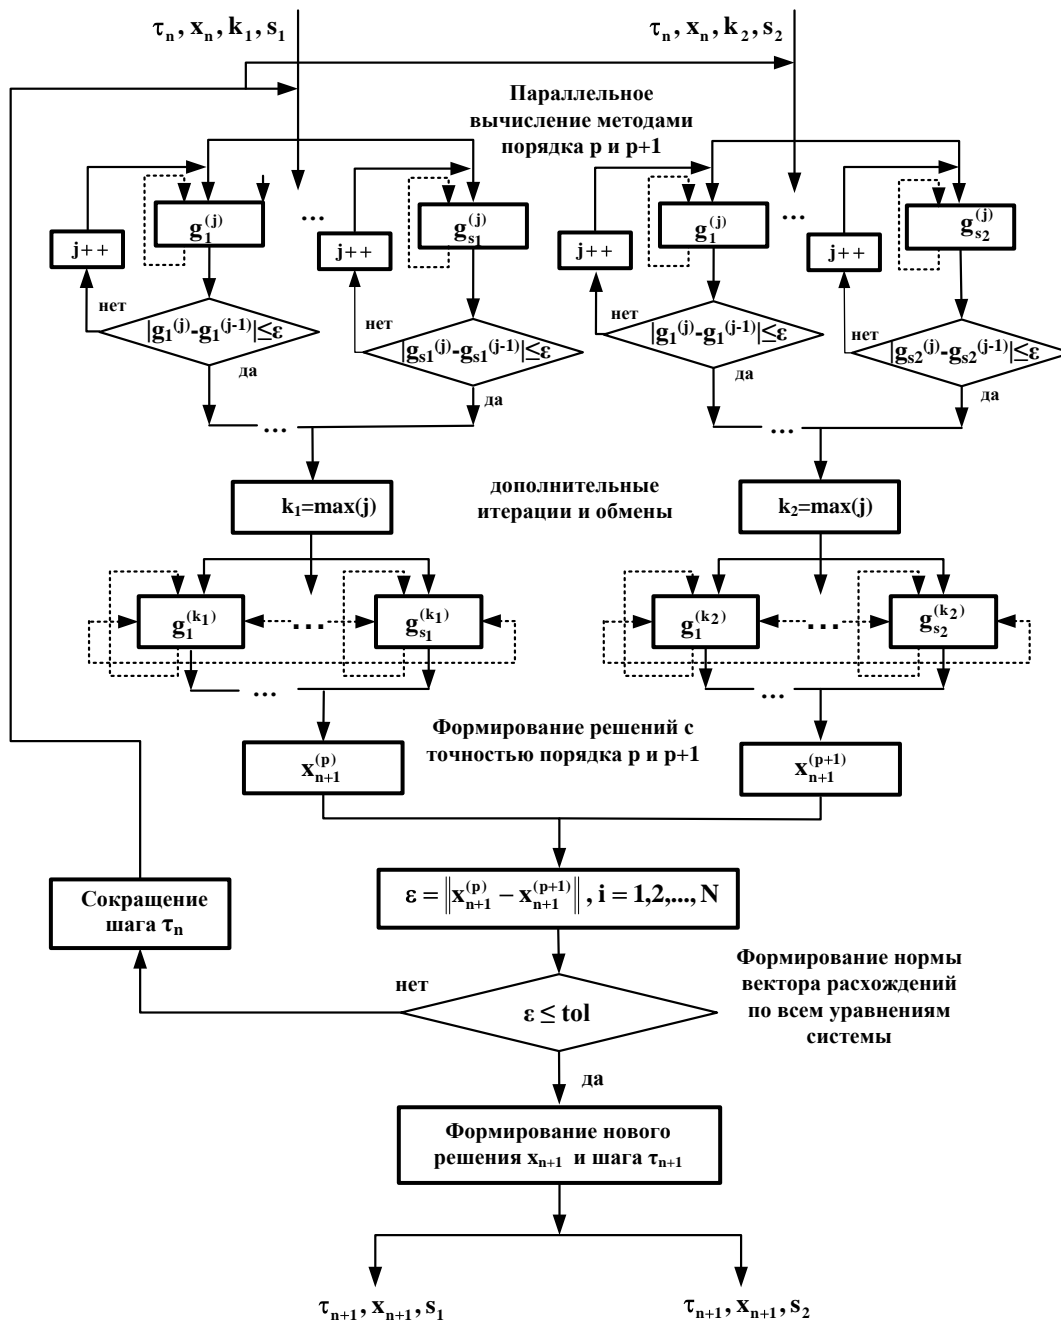 τn, xn, k1, s1
τn, xn, k2, s2
Параллельное
вычисление методами
порядка p и p+1
g1(j)
...
gs1(j)
g1(j)
...
gs2(j)
j++
j++
j++
j++
нет
|g1(j)-g1(j-1)|≤ε
да
нет
|gs1(j)-gs1(j-1)|≤ε
да
нет
|g1(j)-g1(j-1)|≤ε
да
нет
|gs2(j)-gs2(j-1)|≤ε
да
...
...
k1=max(j)
дополнительные
итерации и обмены
k2=max(j)
g1(k1)
...
gs1(k1)
g1(k2)
...
gs2(k2)
...
...
Формирование решений с
точностью порядка p и p+1
xn+1(p)
xn+1(p+1)
Сокращение
шага τn
ε = ||xn+1(p) − xn+1(p+1)||, i = 1,2,..., N
Формирование нормы
вектора расхождений
по всем уравнениям
системы
нет
ε ≤ tol
да
Формирование нового
решения xn+1 и шага τn+1
τn+1, xn+1, s1
τn+1, xn+1, s2